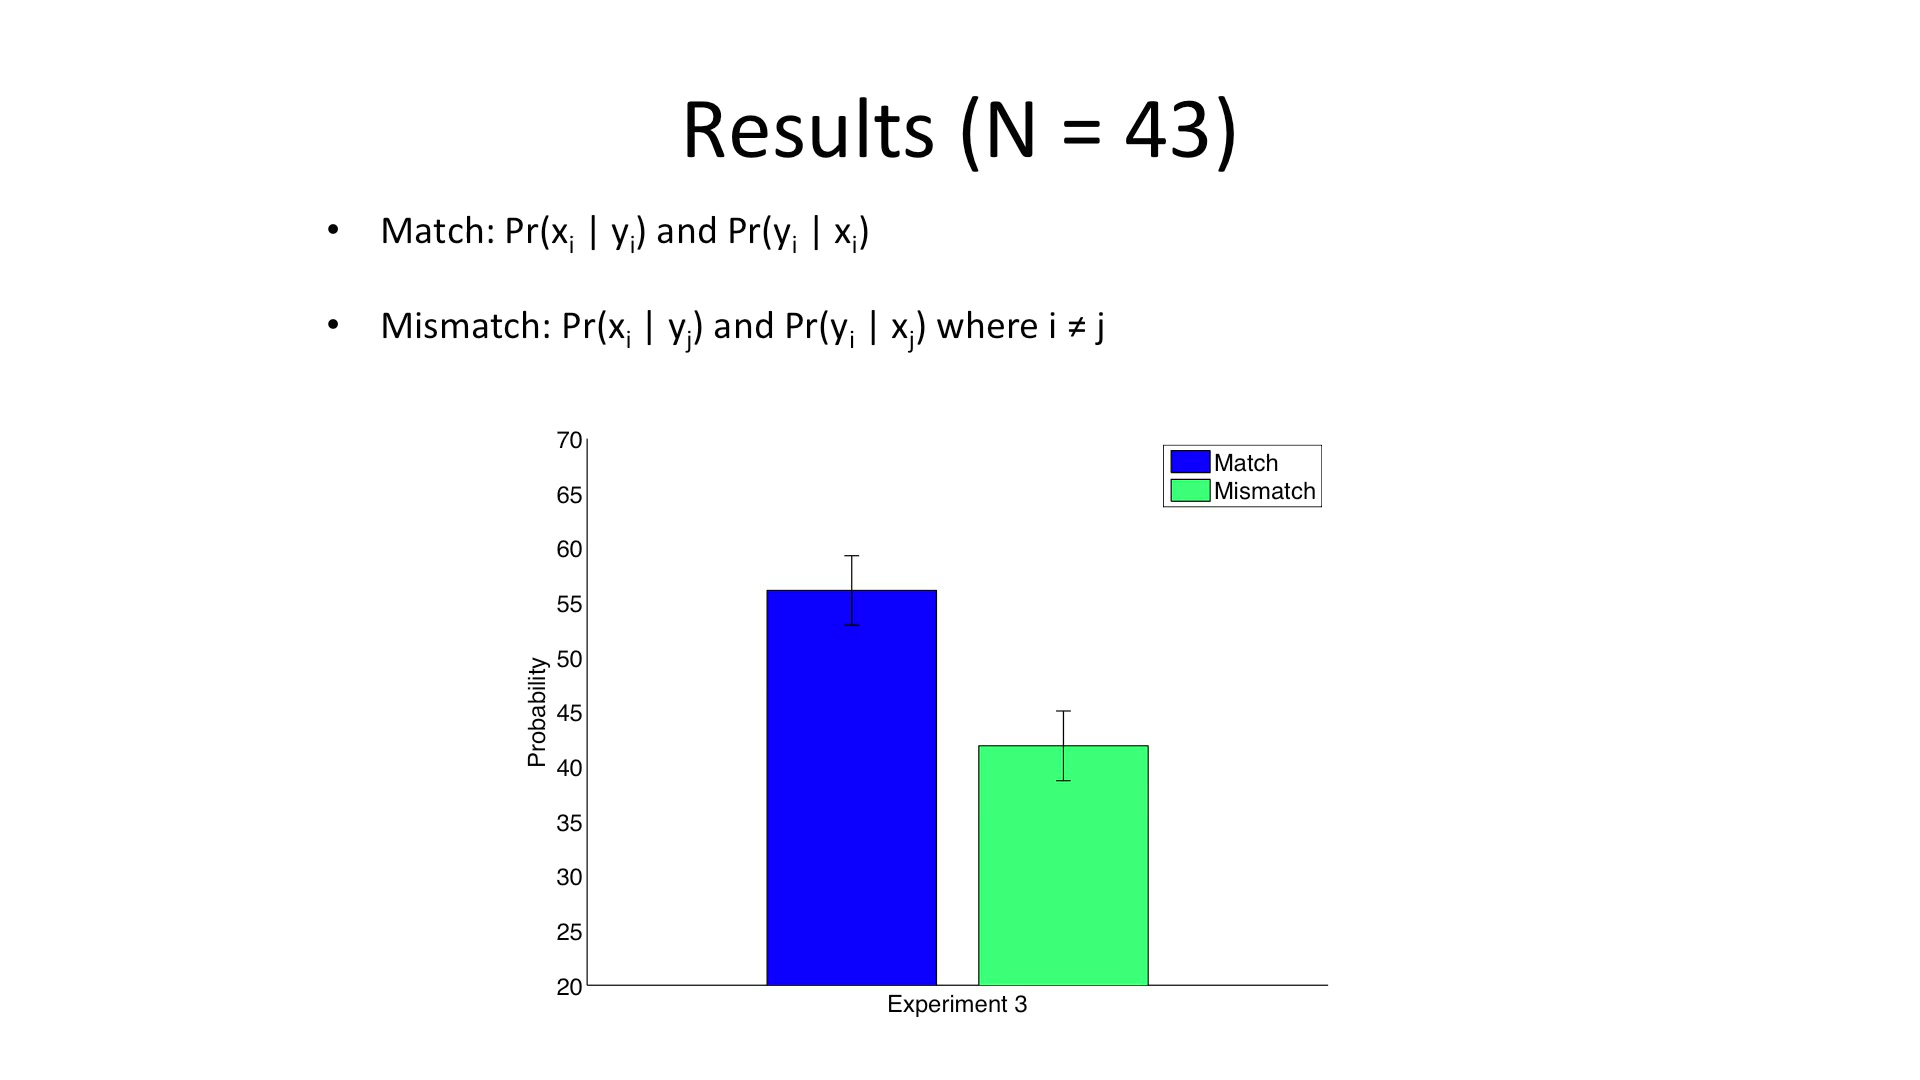 Results (N = 43)
• Match: Pr(xᵢ | yᵢ) and Pr(yᵢ | xᵢ)
• Mismatch: Pr(xᵢ | yⱼ) and Pr(yᵢ | xⱼ) where i ≠ j
70
65
60
55
50
45
40
35
30
25
20
Probability
Match
Mismatch
Experiment 3